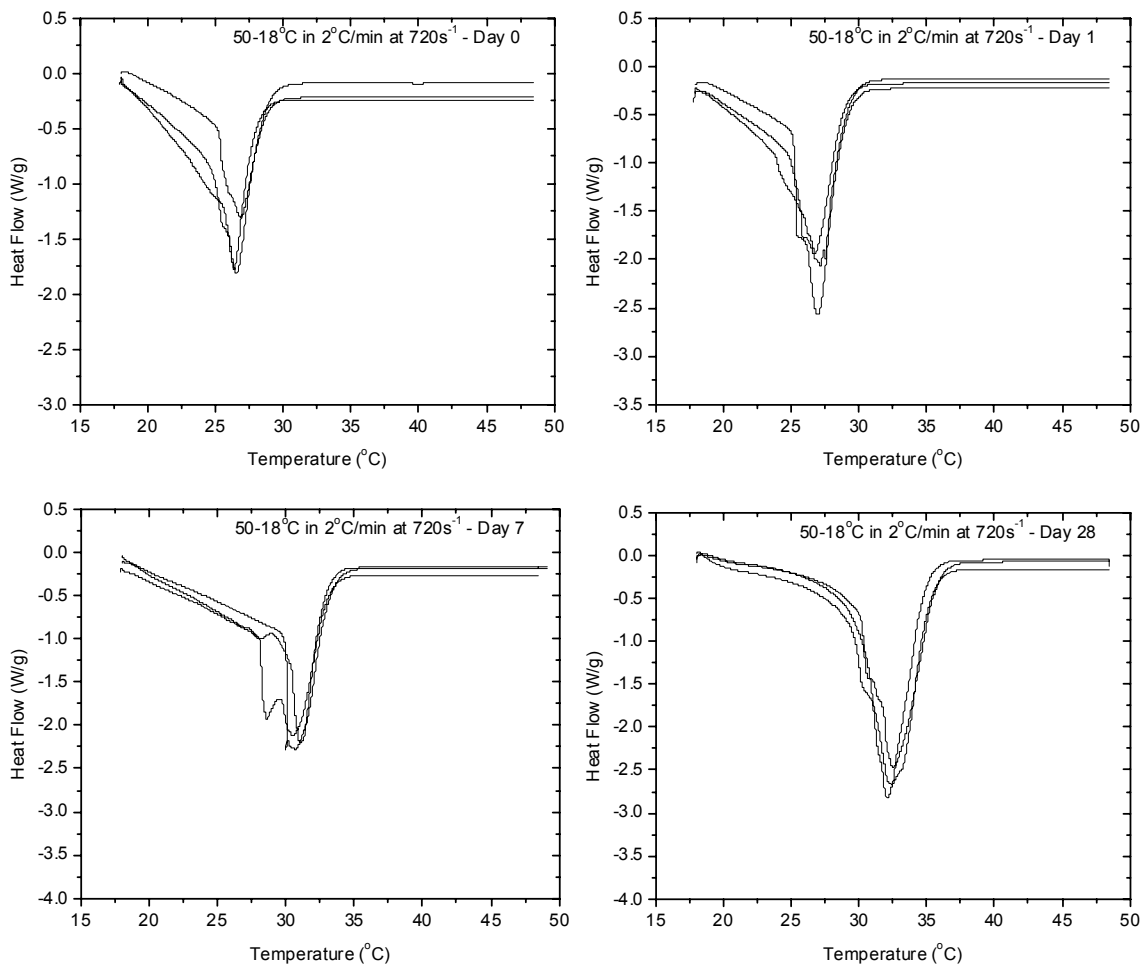 50-18°C in 2°C/min at 720s⁻¹ - Day 0
0.5
0.0
-0.5
-1.0
-1.5
-2.0
-2.5
-3.0
Heat Flow (W/g)
15 20 25 30 35 40 45 50
Temperature (°C)
50-18°C in 2°C/min at 720s⁻¹ - Day 1
0.5
0.0
-0.5
-1.0
-1.5
-2.0
-2.5
-3.0
-3.5
Heat Flow (W/g)
15 20 25 30 35 40 45 50
Temperature (°C)
50-18°C in 2°C/min at 720s⁻¹ - Day 7
0.5
0.0
-0.5
-1.0
-1.5
-2.0
-2.5
-3.0
-3.5
-4.0
Heat Flow (W/g)
15 20 25 30 35 40 45 50
Temperature (°C)
50-18°C in 2°C/min at 720s⁻¹ - Day 28
0.5
0.0
-0.5
-1.0
-1.5
-2.0
-2.5
-3.0
-3.5
-4.0
Heat Flow (W/g)
15 20 25 30 35 40 45 50
Temperature (°C)